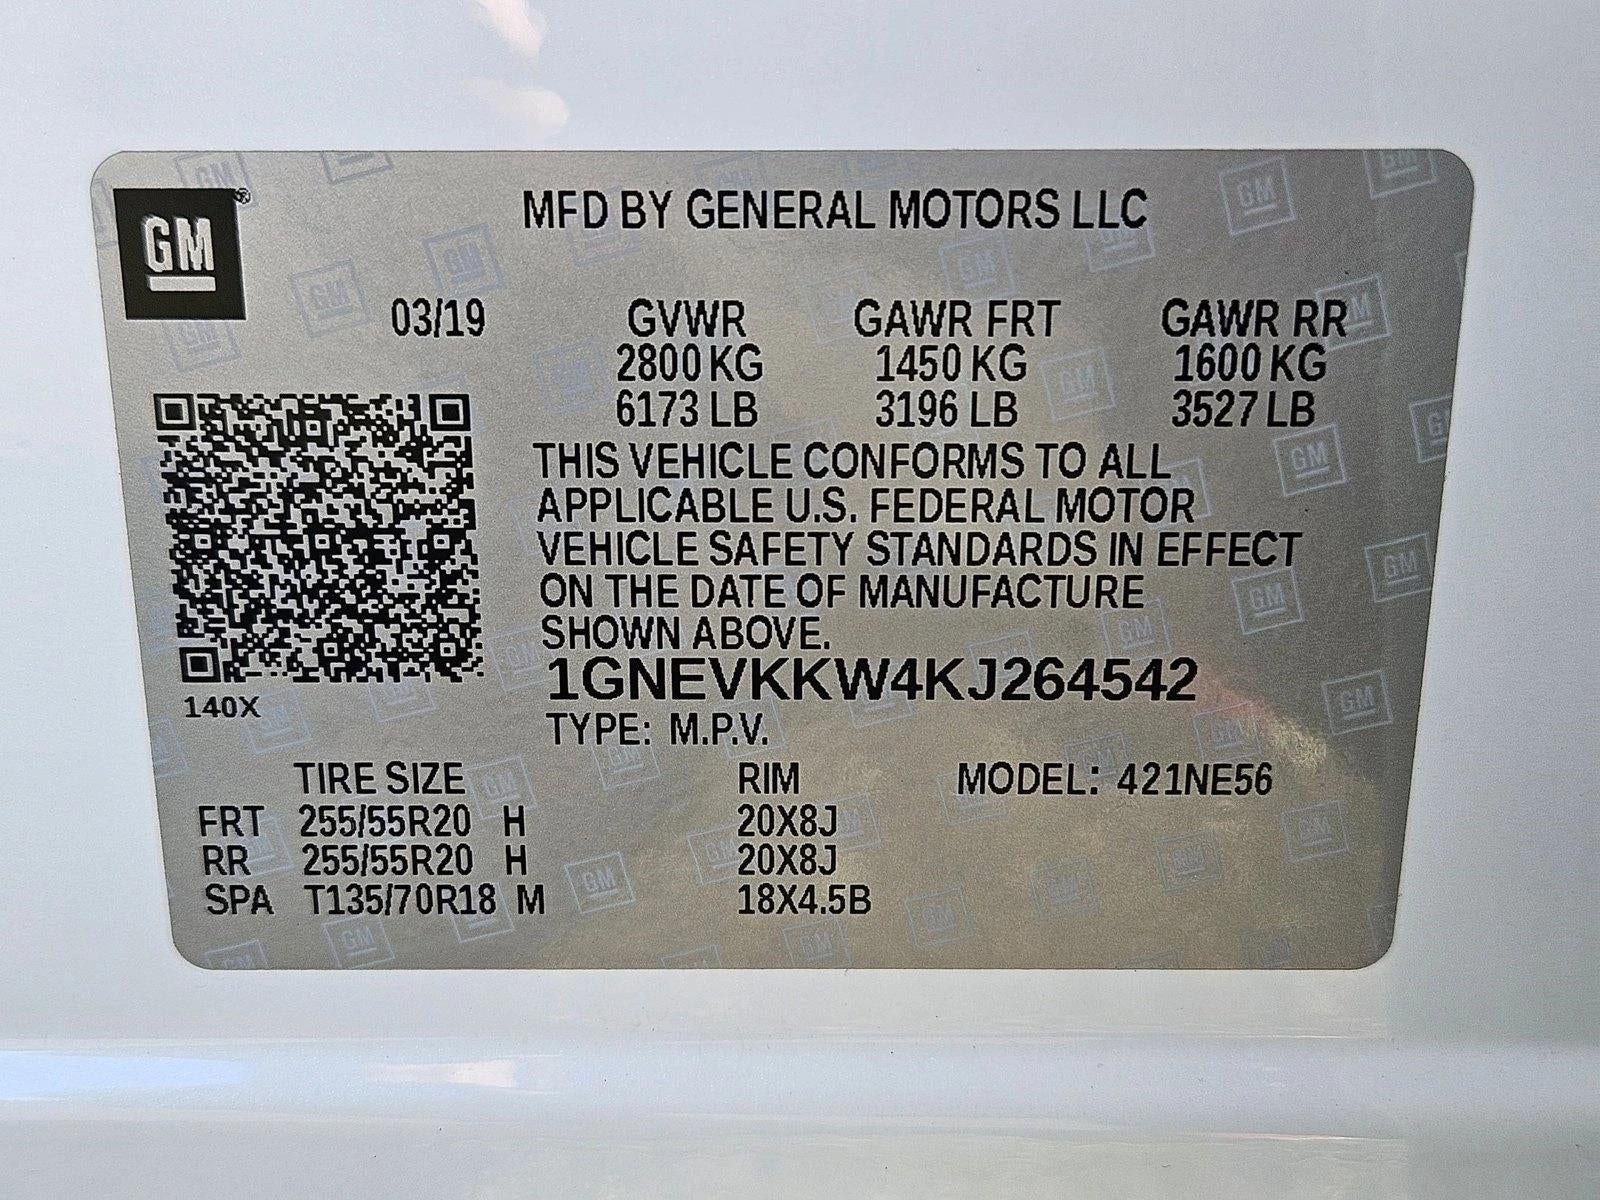 GM®
MFD BY GENERAL MOTORS LLC
03/19 GVWR GAWR FRT GAWR RR
2800 KG 1450 KG 1600 KG
6173 LB 3196 LB 3527 LB
THIS VEHICLE CONFORMS TO ALL
APPLICABLE U.S. FEDERAL MOTOR
VEHICLE SAFETY STANDARDS IN EFFECT
ON THE DATE OF MANUFACTURE
SHOWN ABOVE.
1GNEVKKW4KJ264542
140X
TYPE: M.P.V.
TIRE SIZE RIM MODEL: 421NE56
FRT 255/55R20 H 20X8J
RR 255/55R20 H 20X8J
SPA T135/70R18 M 18X4.5B